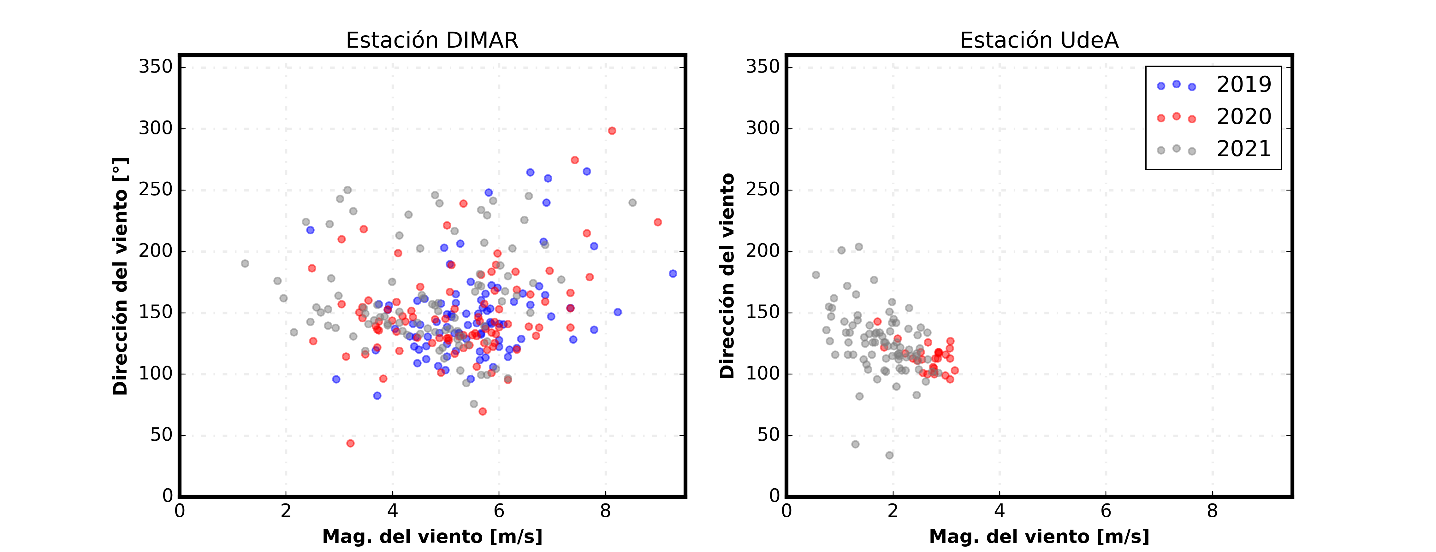 Estación DIMAR
Dirección del viento [°]
350
300
250
200
150
100
50
0
0 2 4 6 8
Mag. del viento [m/s]
Estación UdeA
Dirección del viento
350
300
250
200
150
100
50
0
0 2 4 6 8
Mag. del viento [m/s]
2019
2020
2021